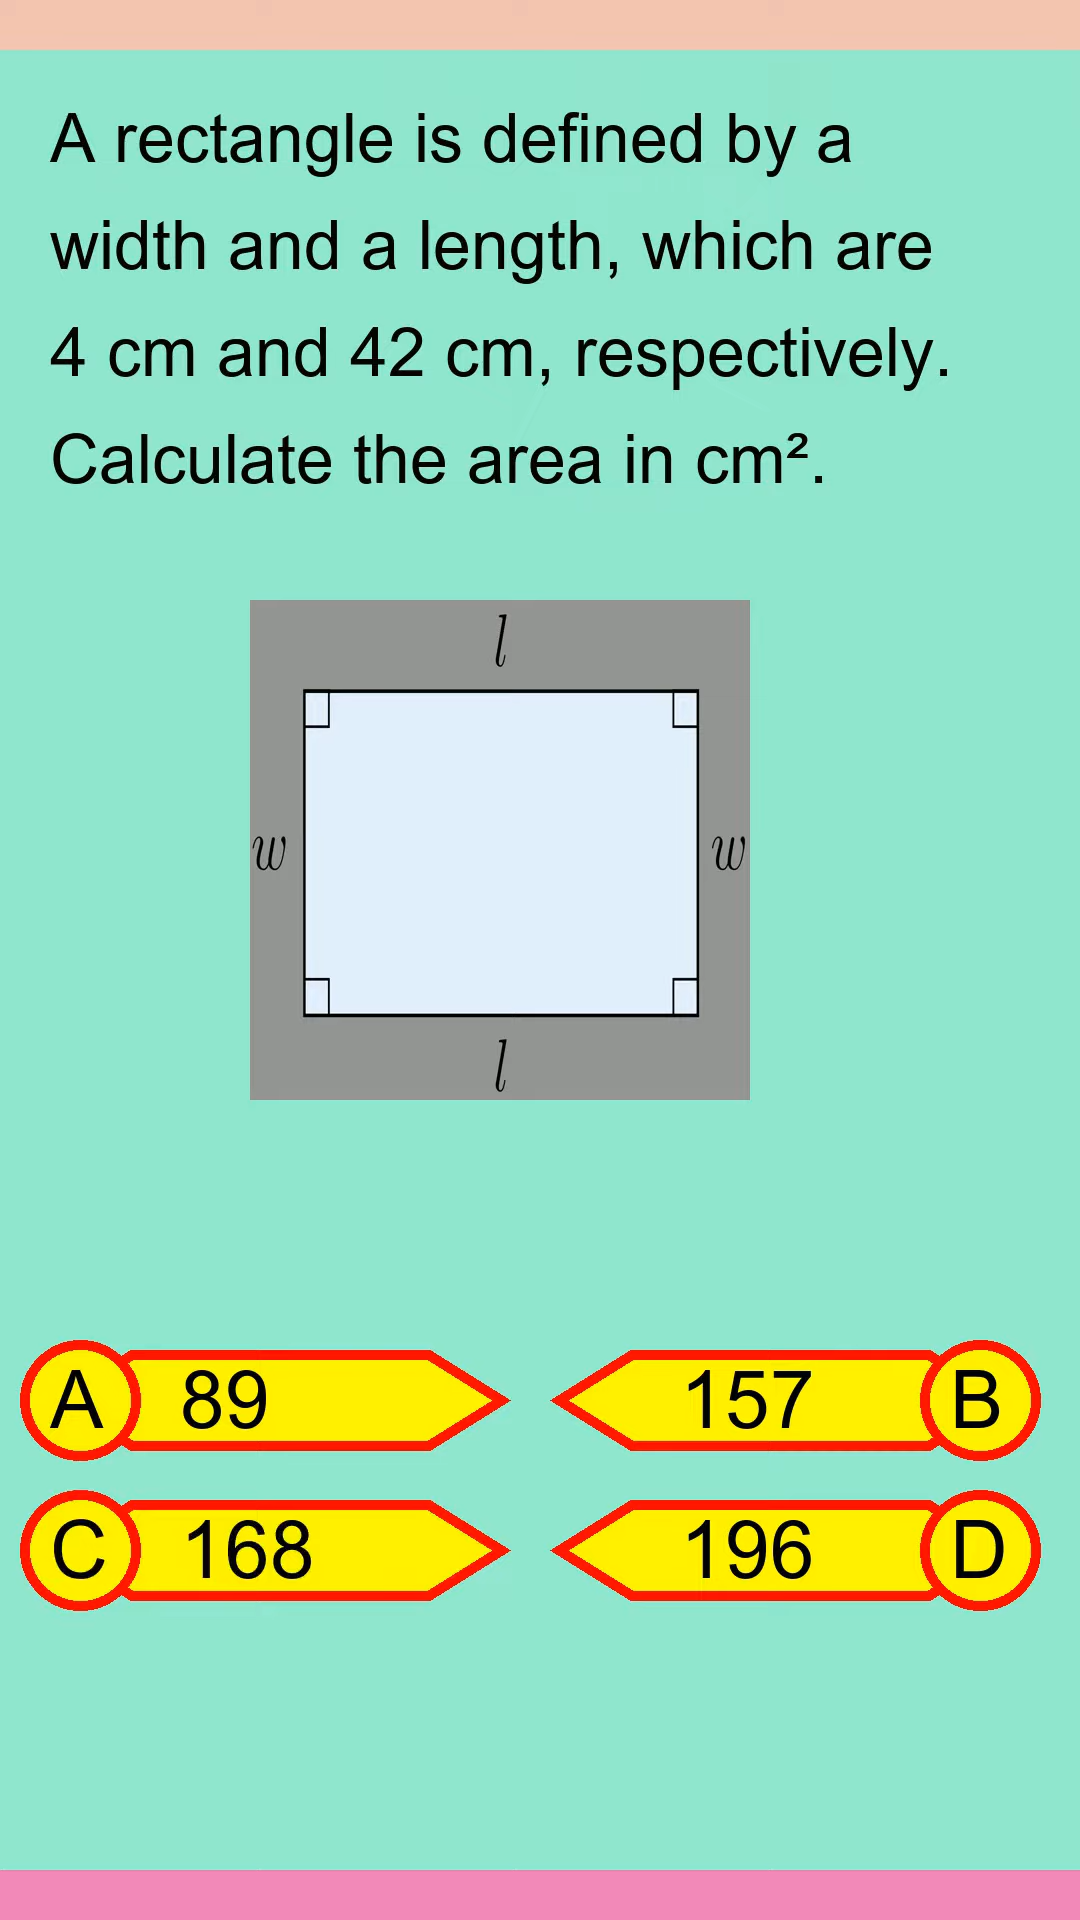 A rectangle is defined by a
width and a length, which are
4 cm and 42 cm, respectively.
Calculate the area in cm².
l
w
w
l
A 89
157 B
C 168
196 D